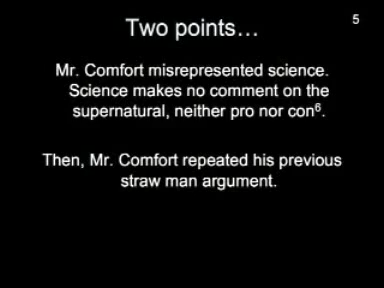 5
Two points…
Mr. Comfort misrepresented science.
Science makes no comment on the
supernatural, neither pro nor con⁶.
Then, Mr. Comfort repeated his previous
straw man argument.